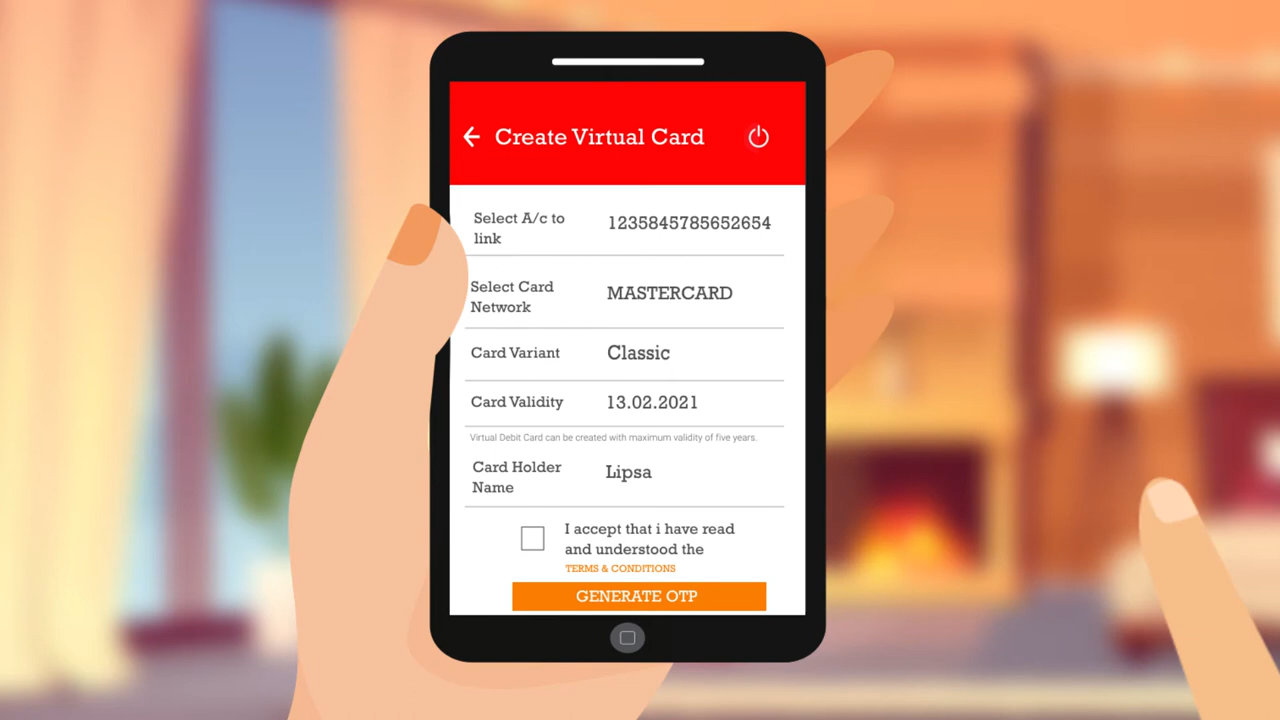 Create Virtual Card
Select A/c to
link
1235845785652654
Select Card
Network
MASTERCARD
Card Variant
Classic
Card Validity
13.02.2021
Virtual Debit Card can be created with maximum validity of five years.
Card Holder
Name
Lipsa
I accept that i have read
and understood the
TERMS & CONDITIONS
GENERATE OTP